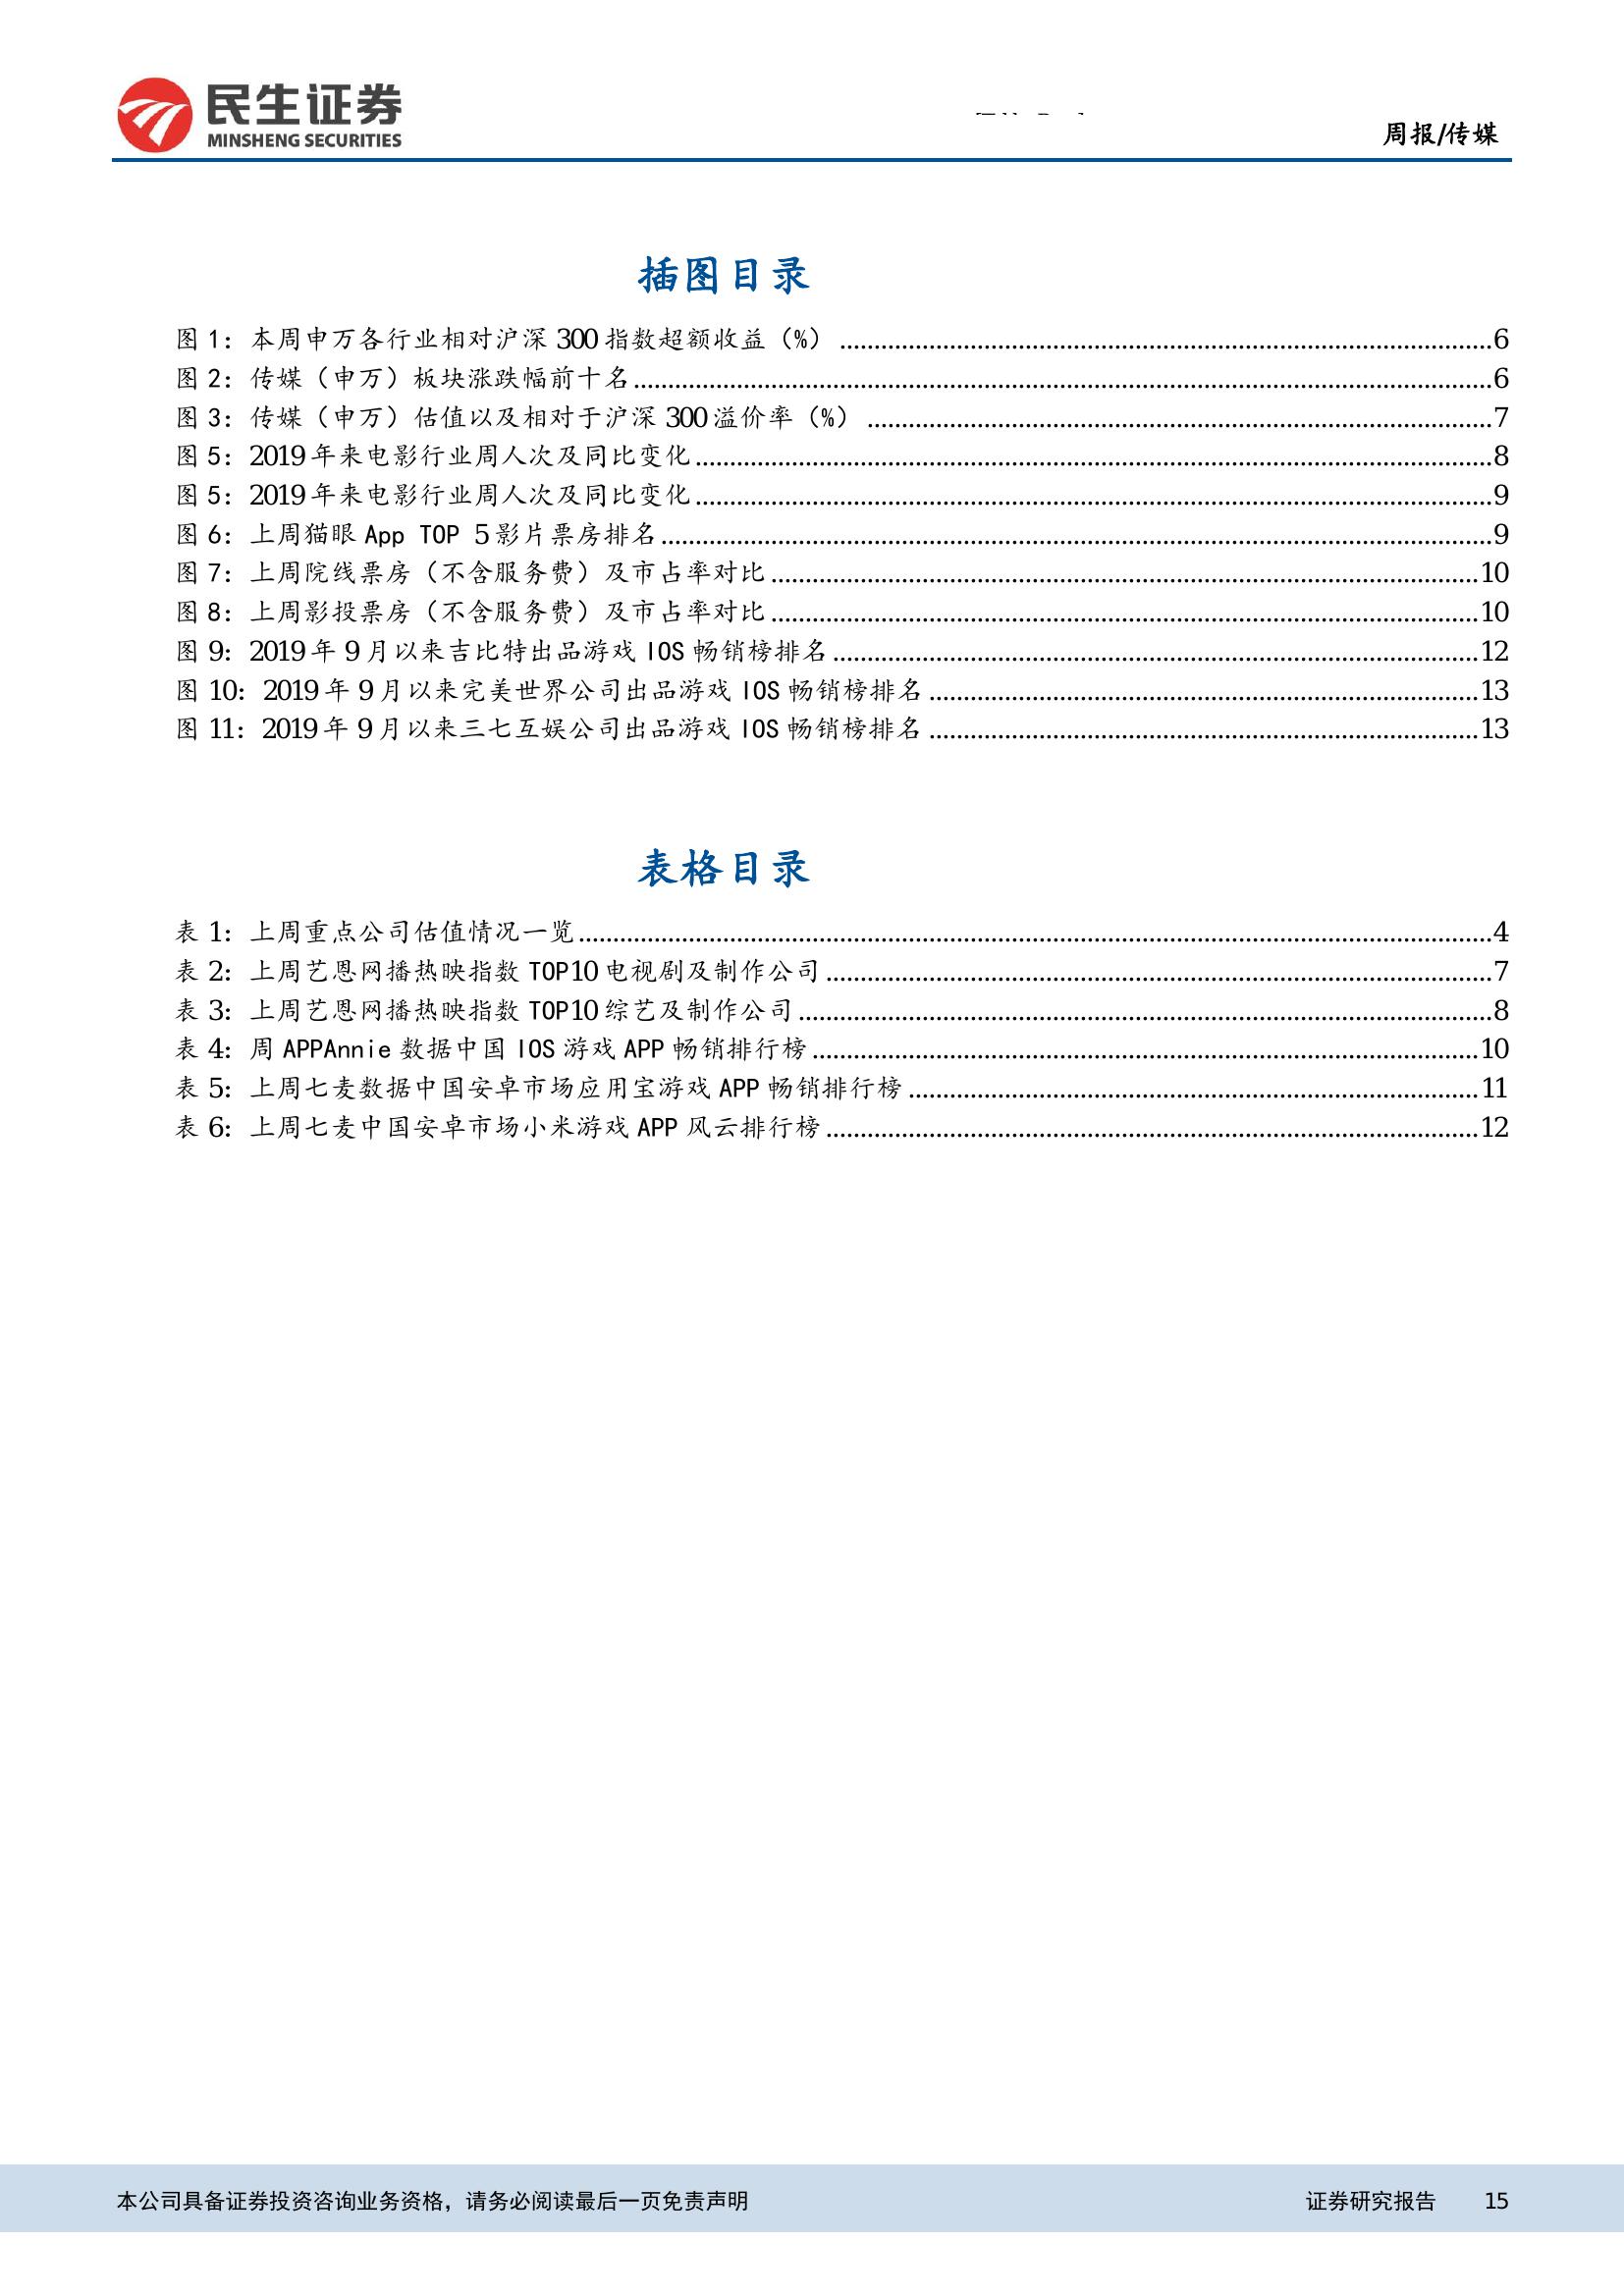 民生证券
MINSHENG SECURITIES
周报/传媒
插图目录
图 1：本周申万各行业相对沪深 300 指数超额收益（%）......6
图 2：传媒（申万）板块涨跌幅前十名......6
图 3：传媒（申万）估值以及相对于沪深 300 溢价率（%）......7
图 5：2019 年来电影行业周人次及同比变化......8
图 5：2019 年来电影行业周人次及同比变化......9
图 6：上周猫眼 App TOP 5 影片票房排名......9
图 7：上周院线票房（不含服务费）及市占率对比......10
图 8：上周影投票房（不含服务费）及市占率对比......10
图 9：2019 年 9 月以来吉比特出品游戏 IOS 畅销榜排名......12
图 10：2019 年 9 月以来完美世界公司出品游戏 IOS 畅销榜排名......13
图 11：2019 年 9 月以来三七互娱公司出品游戏 IOS 畅销榜排名......13
表格目录
表 1：上周重点公司估值情况一览......4
表 2：上周艺恩网播热映指数 TOP10 电视剧及制作公司......7
表 3：上周艺恩网播热映指数 TOP10 综艺及制作公司......8
表 4：周 APPAnnie 数据中国 IOS 游戏 APP 畅销排行榜......10
表 5：上周七麦数据中国安卓市场应用宝游戏 APP 畅销排行榜......11
表 6：上周七麦中国安卓市场小米游戏 APP 风云排行榜......12
本公司具备证券投资咨询业务资格，请务必阅读最后一页免责声明 证券研究报告 15